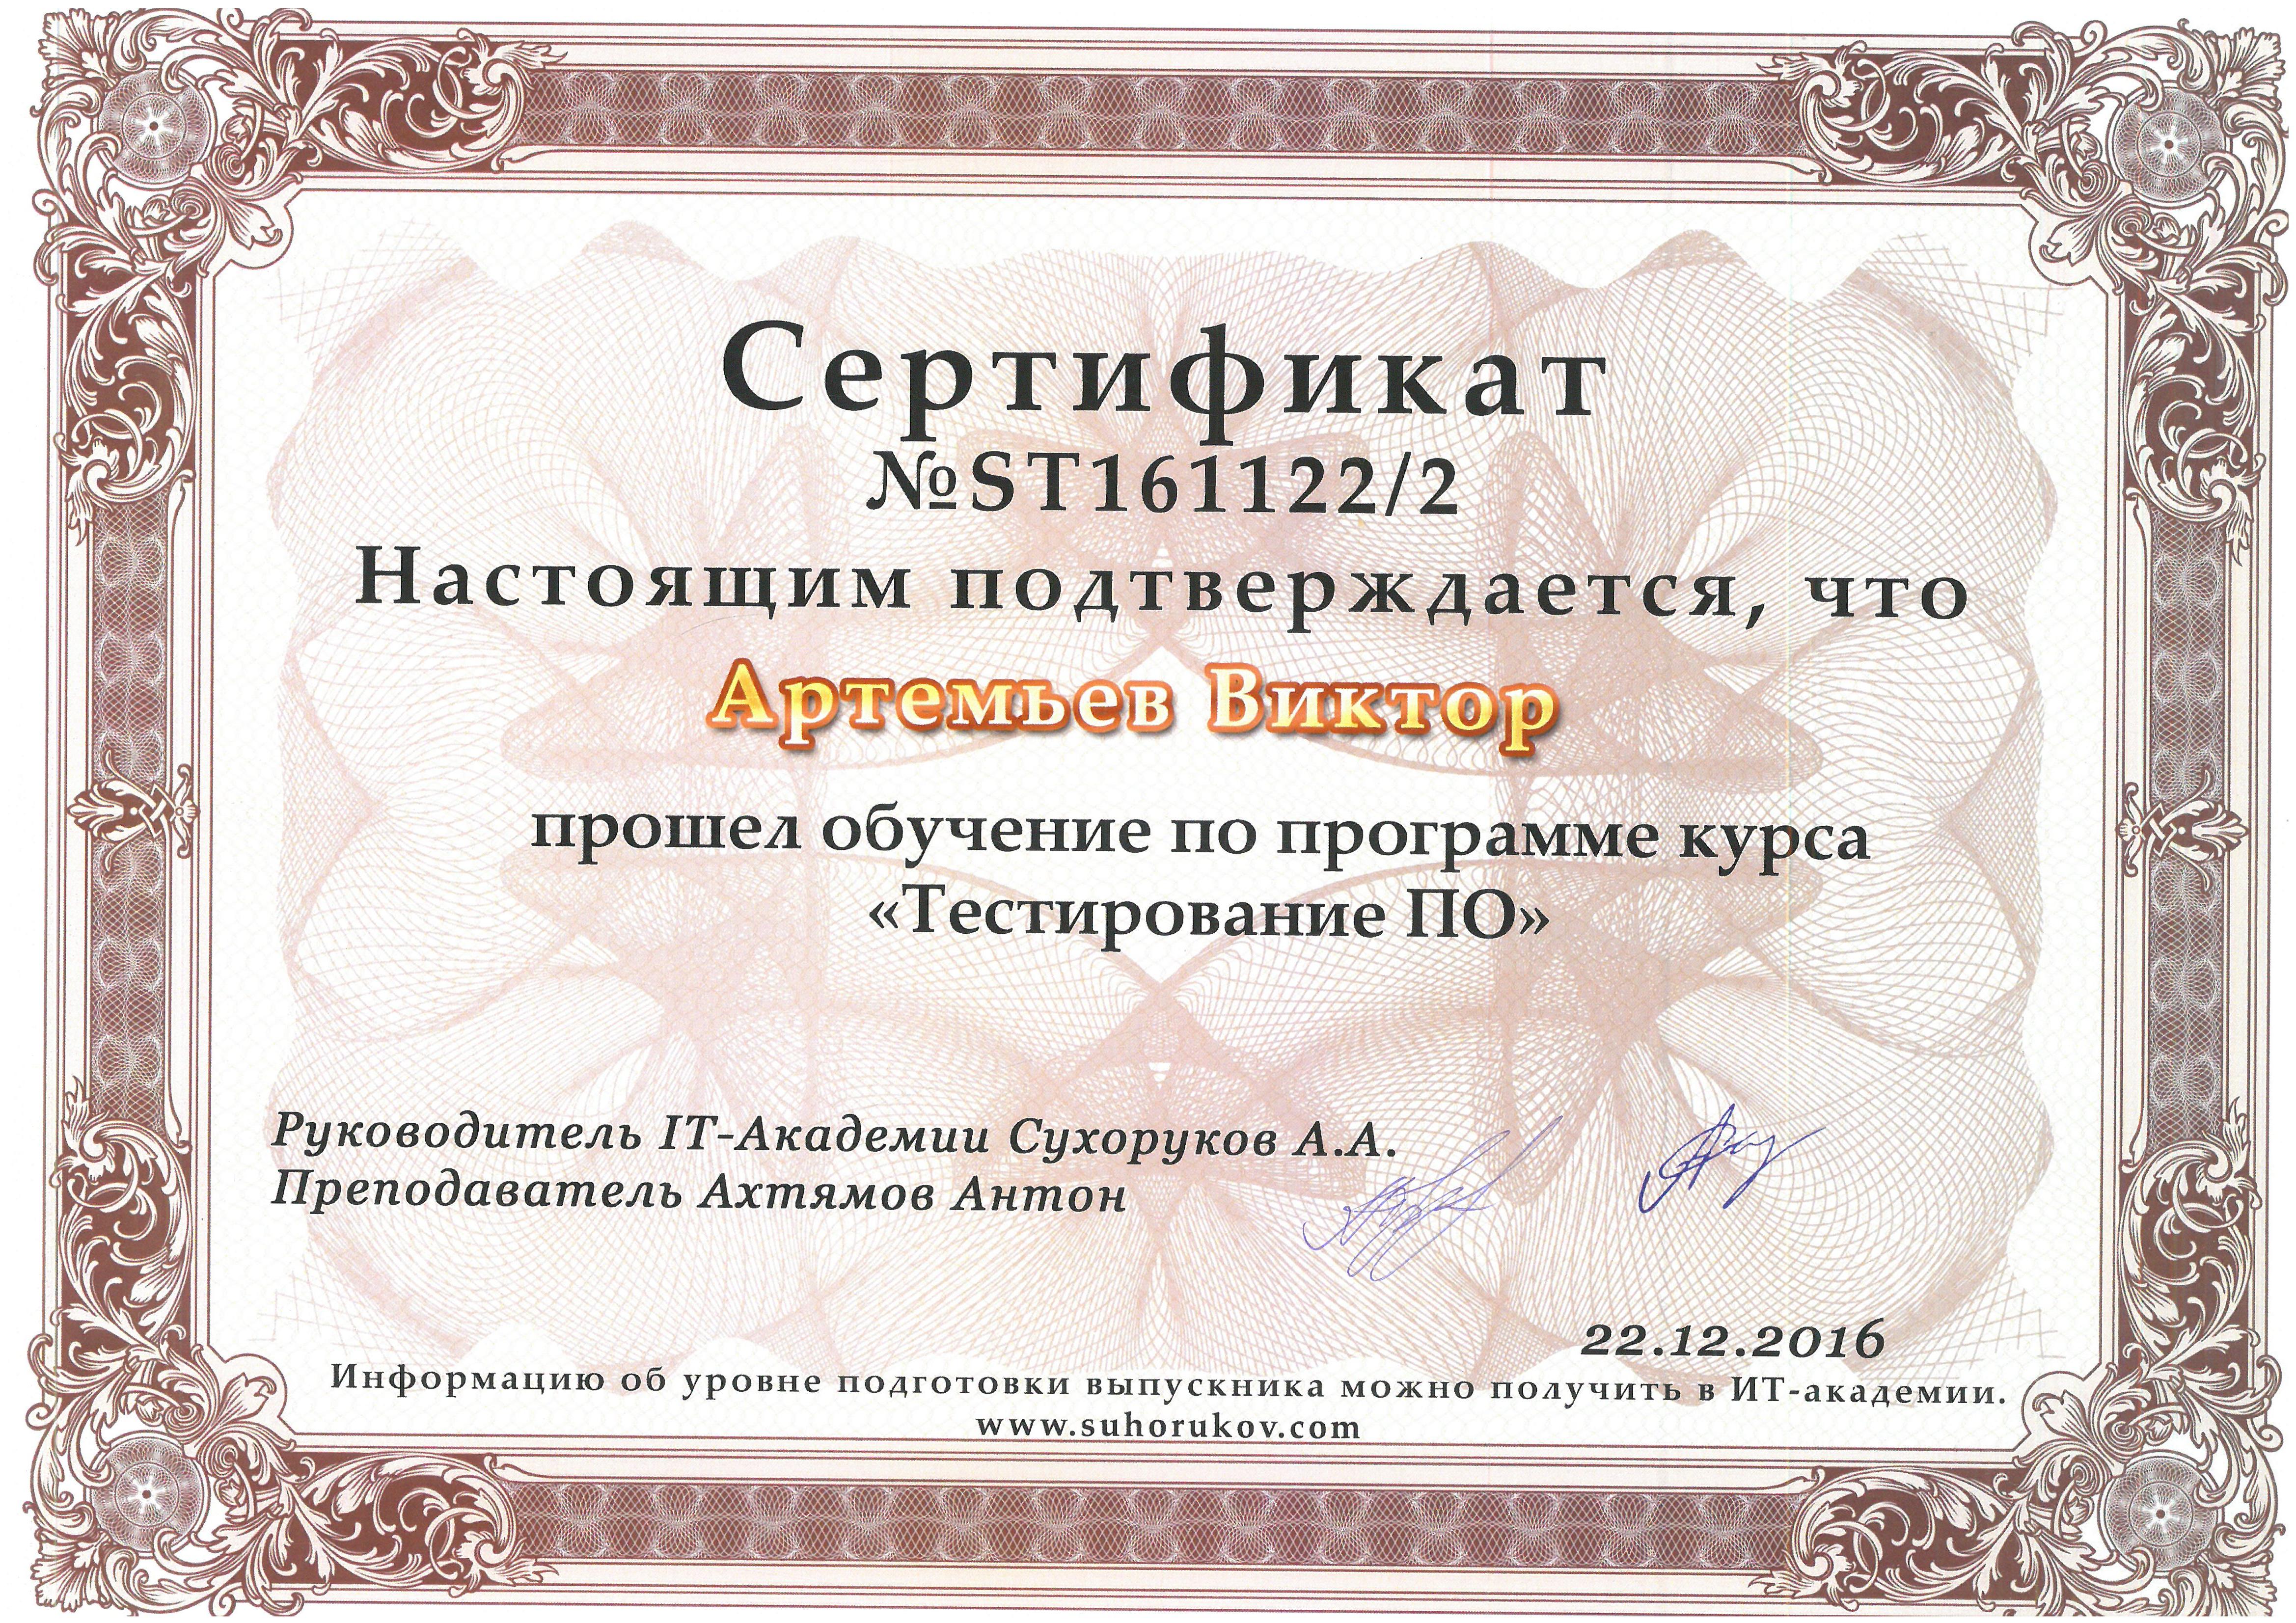 Сертификат
№ST161122/2
Настоящим подтверждается, что
Артемьев Виктор
прошел обучение по программе курса
«Тестирование ПО»
Руководитель IT-Академии Сухоруков А.А.
Преподаватель Ахтямов Антон
22.12.2016
Информацию об уровне подготовки выпускника можно получить в ИТ-академии.
www.suhorukov.com